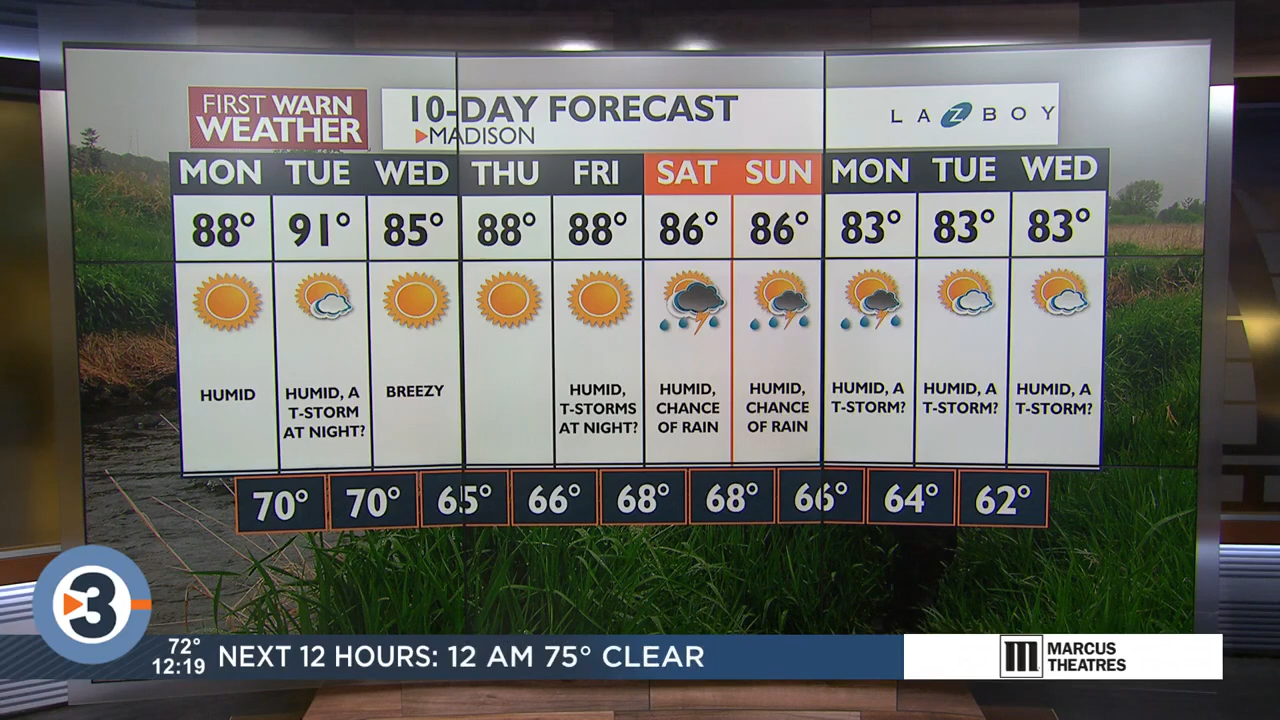 FIRST WARN
WEATHER
10-DAY FORECAST
MADISON
LA Z BOY
MON TUE WED THU FRI SAT SUN MON TUE WED
88° 91° 85° 88° 88° 86° 86° 83° 83° 83°
HUMID
HUMID, A
T-STORM
AT NIGHT?
BREEZY
HUMID,
T-STORMS
AT NIGHT?
HUMID,
CHANCE
OF RAIN
HUMID,
CHANCE
OF RAIN
HUMID, A
T-STORM?
HUMID, A
T-STORM?
HUMID, A
T-STORM?
70° 70° 65° 66° 68° 68° 66° 64° 62°
3
72°
12:19
NEXT 12 HOURS: 12 AM 75° CLEAR
MARCUS
THEATRES